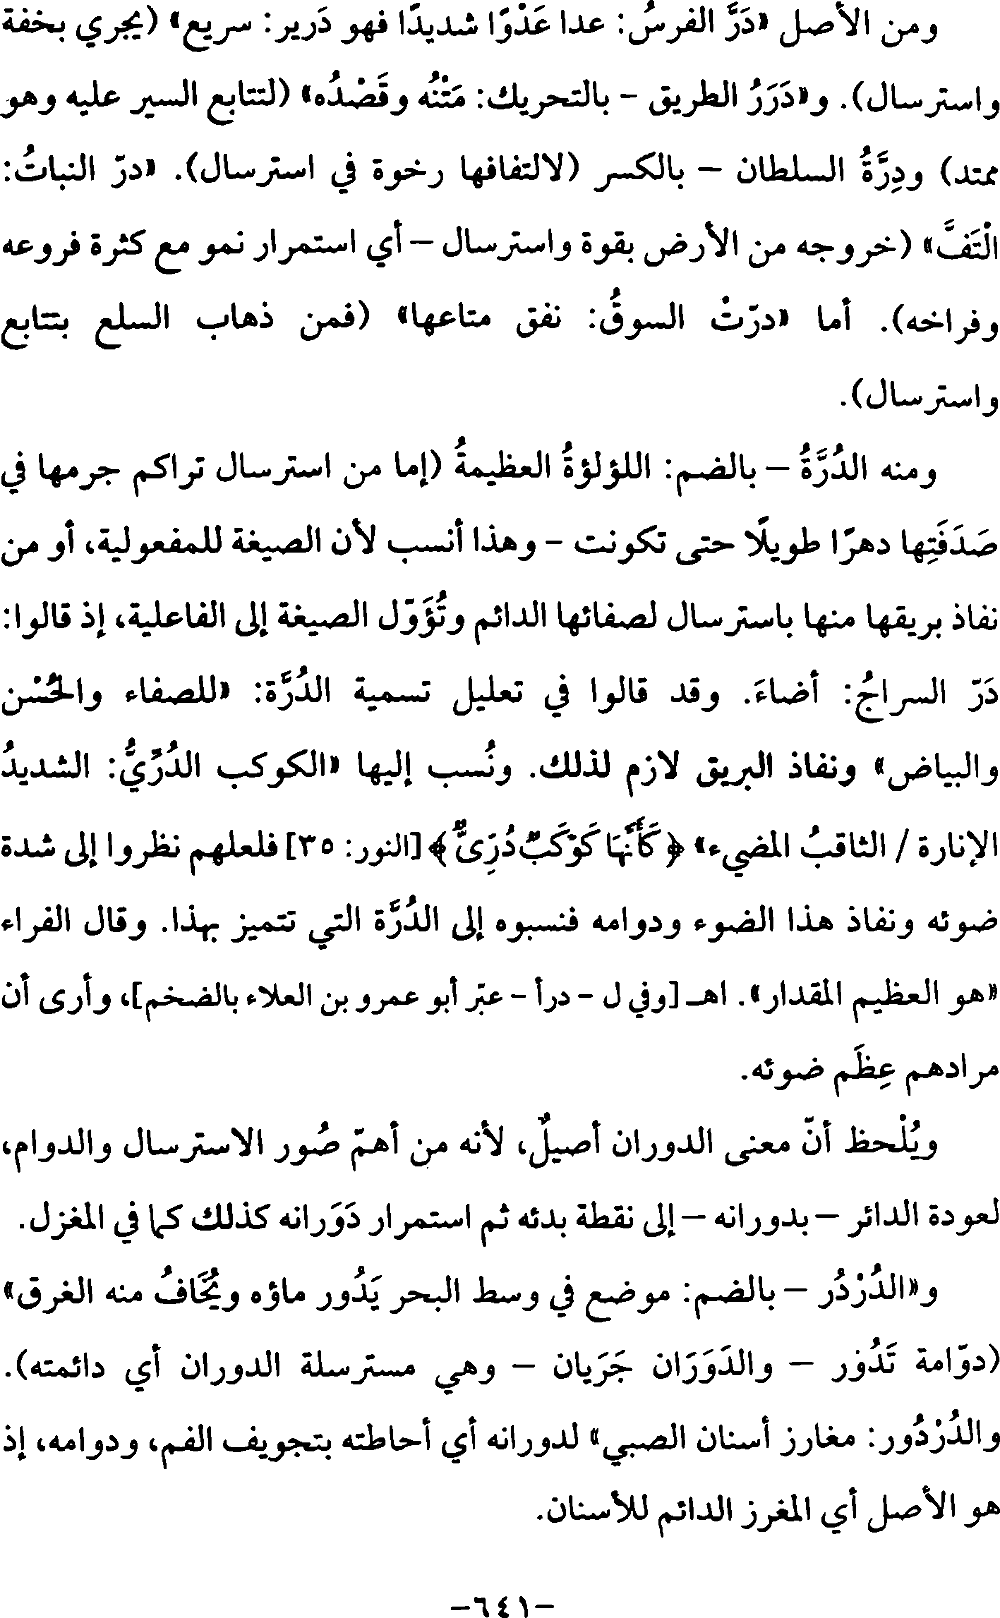 ومن الأصل «دَرَّ الفرسُ: عدا عَدْوًا شديدًا فهو دَرير: سريع» (يجري بخفة
واسترسال). و«دَرَرُ الطريق – بالتحريك: مَتْنُه وقَصْدُه» (لتتابع السير عليه وهو
ممتد) ودِرَّةُ السلطان – بالكسر (لالتفافها رخوة في استرسال). «درّ النباتُ:
الْتَفَّ» (خروجه من الأرض بقوة واسترسال – أي استمرار نمو مع كثرة فروعه
وفراخه). أما «درّتْ السوقُ: نفق متاعها» (فمن ذهاب السلع بتتابع
واسترسال).
ومنه الدُرَّةُ – بالضم: اللؤلؤةُ العظيمةُ (إما من استرسال تراكم جرمها في
صَدَفَتِها دهرًا طويلًا حتى تكونت – وهذا أنسب لأن الصيغة للمفعولية، أو من
نفاذ بريقها منها باسترسال لصفائها الدائم وتُؤَوّل الصيغة إلى الفاعلية، إذ قالوا:
دَرّ السراجُ: أضاءَ. وقد قالوا في تعليل تسمية الدُرَّة: «للصفاء والحُسْن
والبياض» ونفاذ البريق لازم لذلك. ونُسب إليها «الكوكب الدُرِّيُّ: الشديدُ
الإنارة / الثاقبُ المضيء» ﴿كَأَنَّهَا كَوْكَبٌ دُرِّىٌّ﴾ [النور: ٣٥] فلعلهم نظروا إلى شدة
ضوئه ونفاذ هذا الضوء ودوامه فنسبوه إلى الدُرَّة التي تتميز بهذا. وقال الفراء
«هو العظيم المقدار». اهـ [وفي ل – درأ – عبّر أبو عمرو بن العلاء بالضخم]، وأرى أن
مرادهم عِظَم ضوئه.
ويُلْحظ أنّ معنى الدوران أصيلٌ، لأنه من أهمّ صُور الاسترسال والدوام،
لعودة الدائر – بدورانه – إلى نقطة بدئه ثم استمرار دَوَرانه كذلك كما في المغزل.
و«الدُرْدُر – بالضم: موضع في وسط البحر يَدُور ماؤه ويُخَافُ منه الغرق»
(دوّامة تَدُور – والدَوَرَان جَرَيان – وهي مسترسلة الدوران أي دائمته).
والدُرْدُور: مغارز أسنان الصبي» لدورانه أي أحاطته بتجويف الفم، ودوامه، إذ
هو الأصل أي المغرز الدائم للأسنان.
–٦٤١–